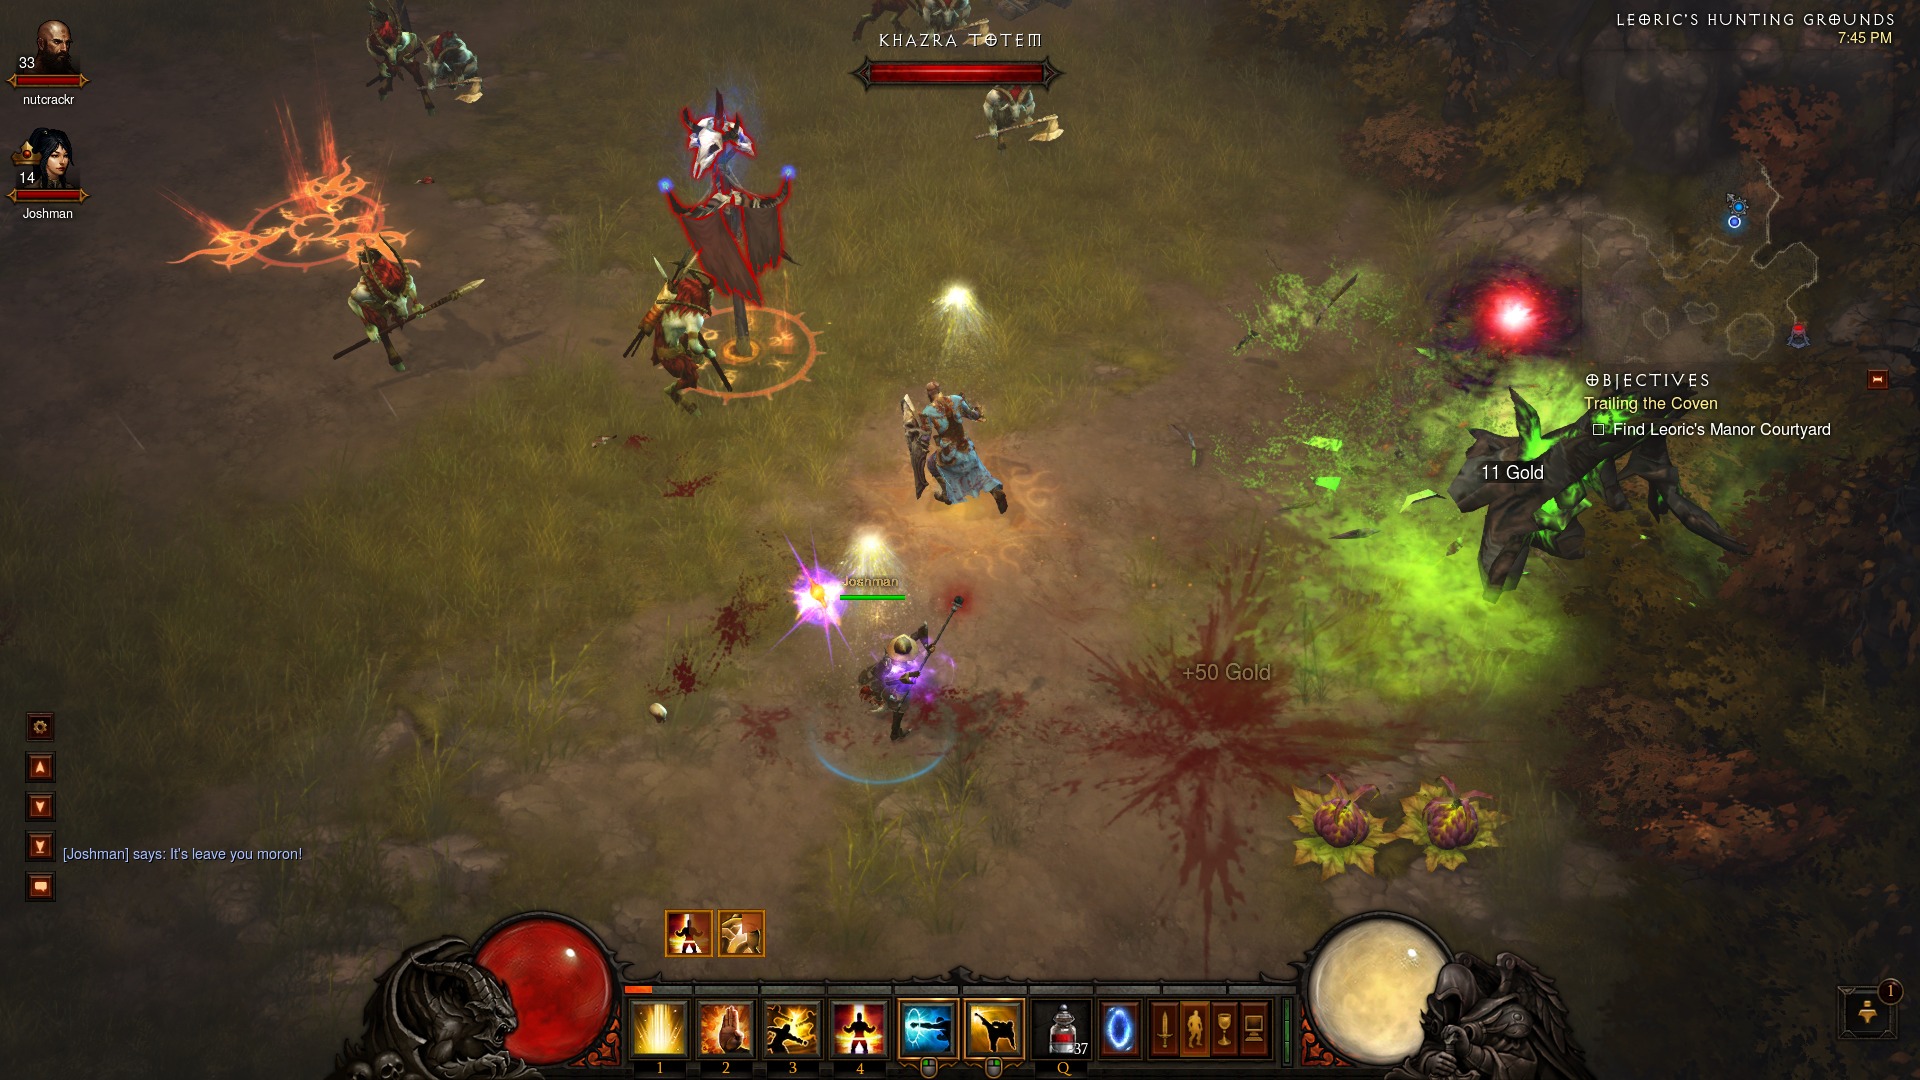 LEORIC'S HUNTING GROUNDS
7:45 PM
KHAZRA TOTEM
33
nutcrackr
14
Joshman
OBJECTIVES
Trailing the Coven
Find Leoric's Manor Courtyard
11 Gold
Joshman
+50 Gold
[Joshman] says: It's leave you moron!
37
1
1 2 3 4 Q